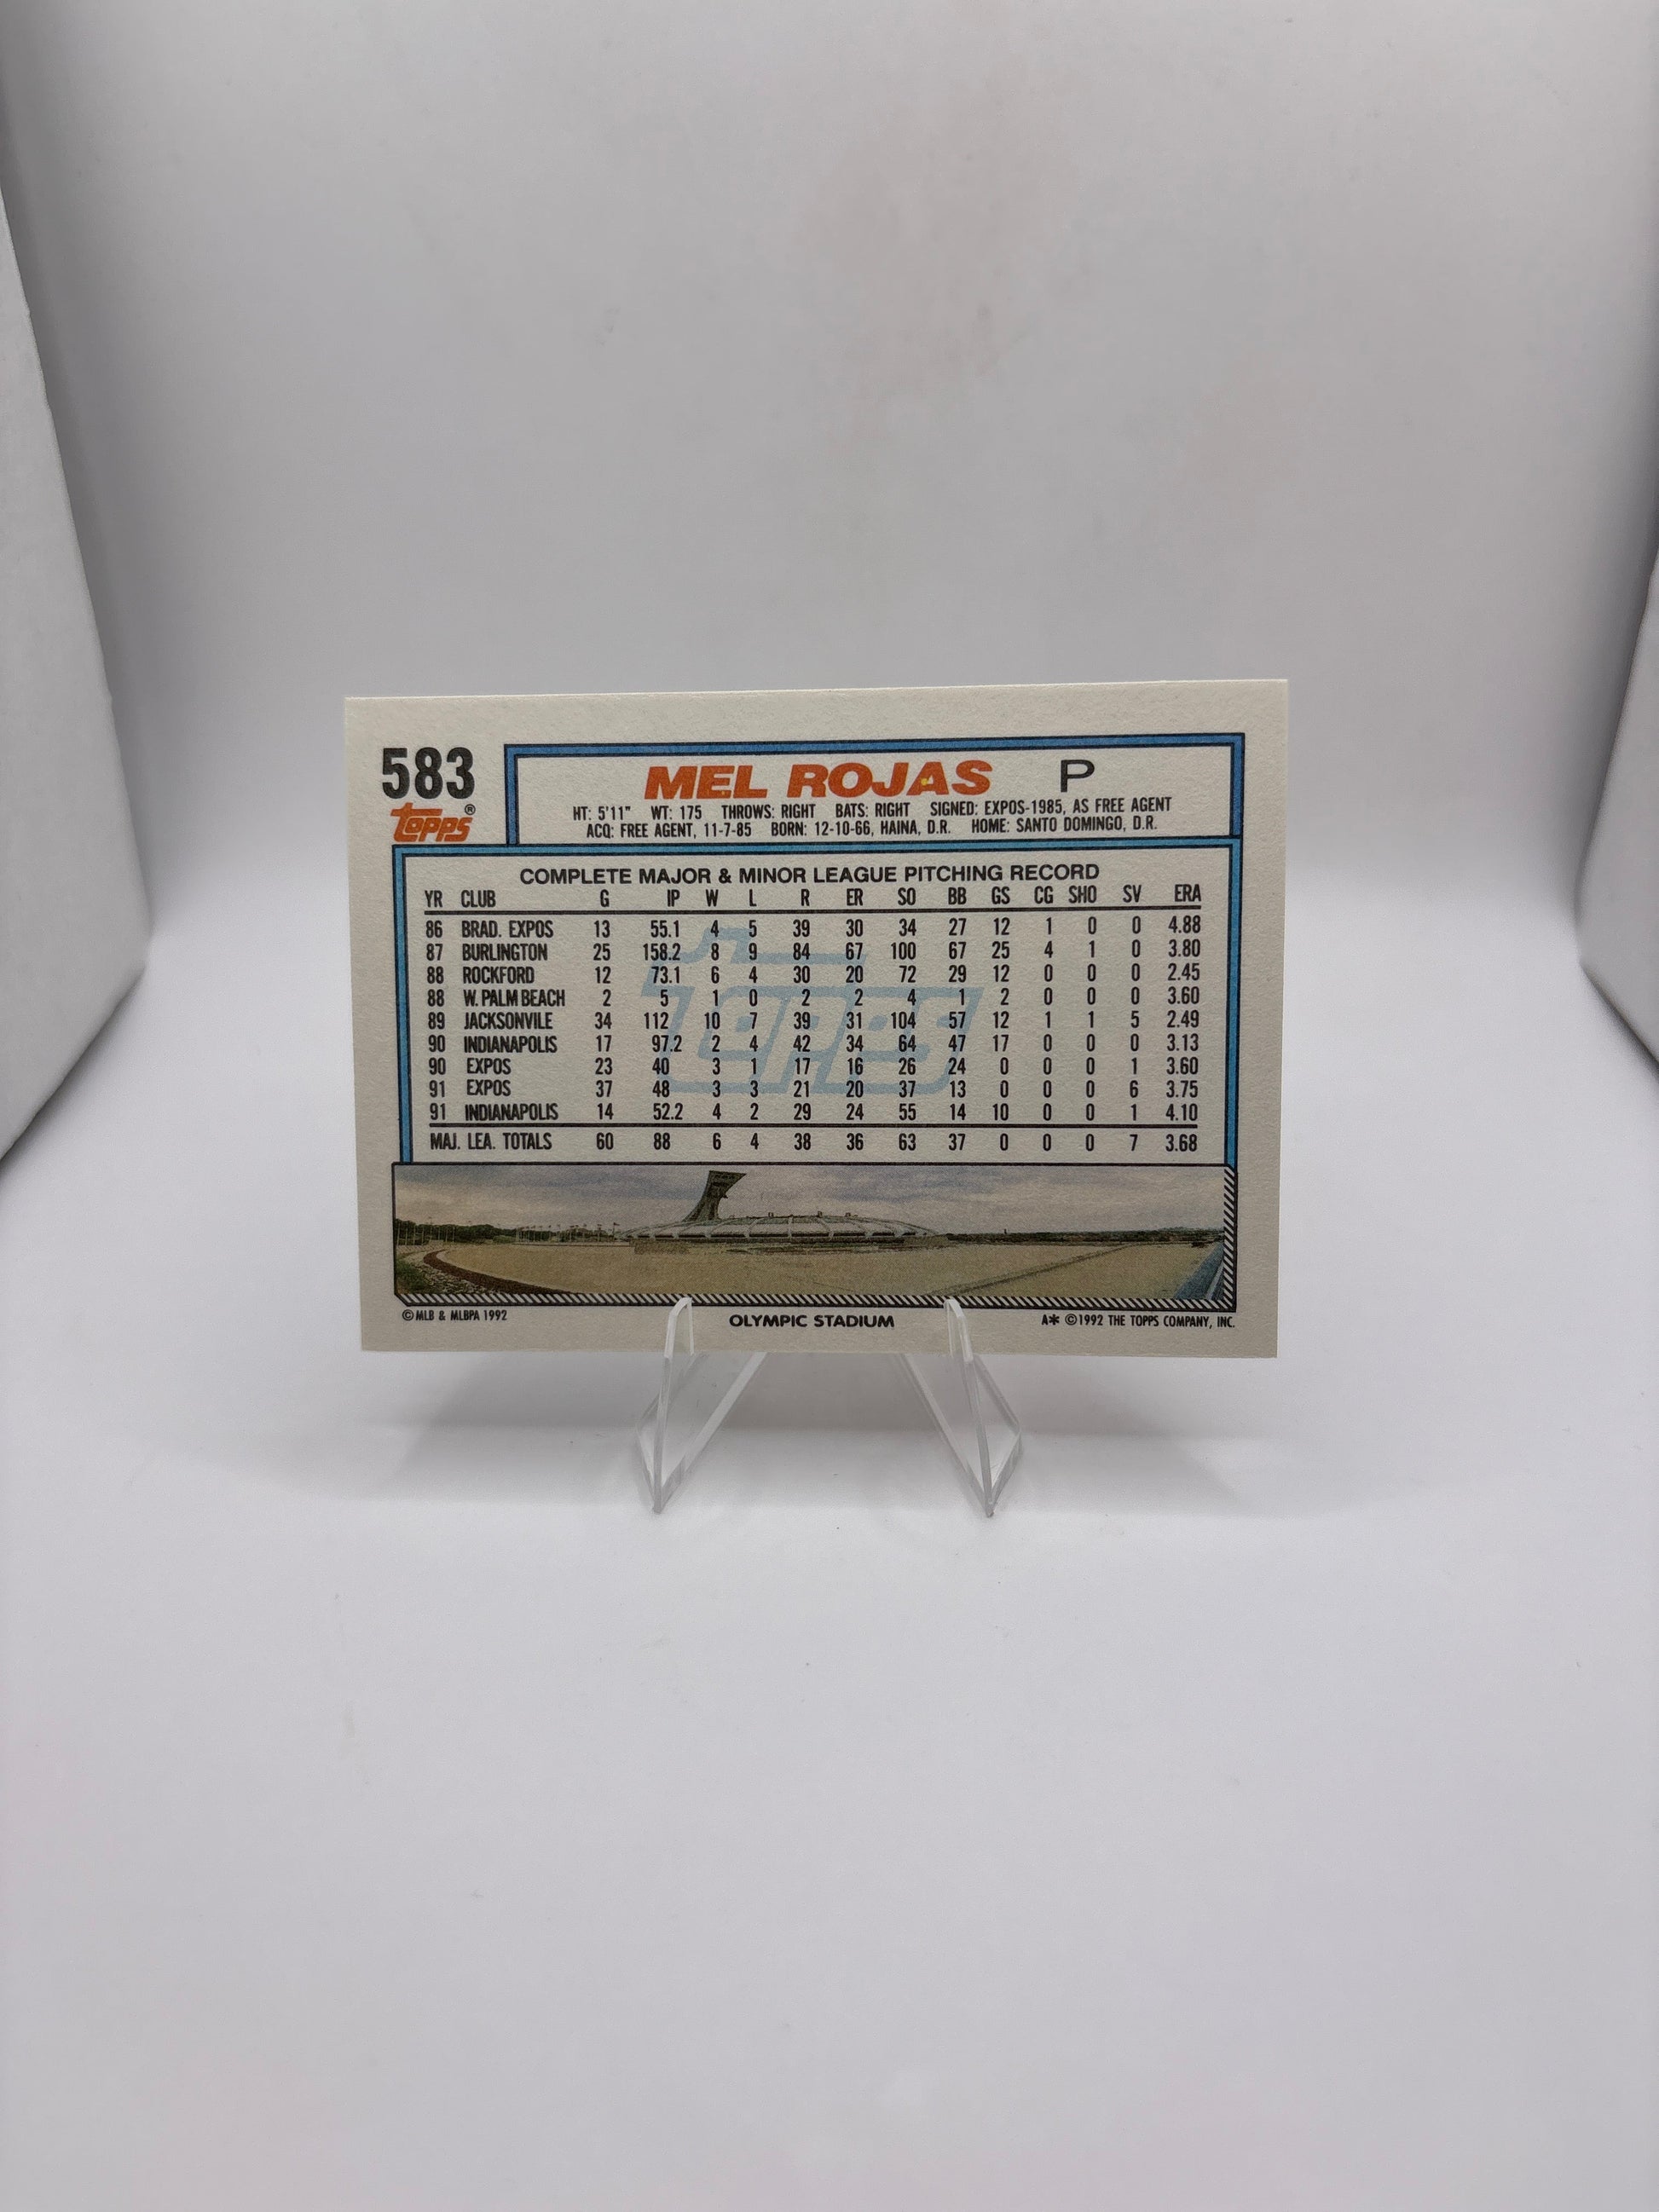 583
Topps®
MEL ROJAS P
HT: 5'11" WT: 175 THROWS: RIGHT BATS: RIGHT SIGNED: EXPOS-1985, AS FREE AGENT
ACQ: FREE AGENT, 11-7-85 BORN: 12-10-66, HAINA, D.R. HOME: SANTO DOMINGO, D.R.
COMPLETE MAJOR & MINOR LEAGUE PITCHING RECORD
YR CLUB G IP W L R ER SO BB GS CG SHO SV ERA
86 BRAD. EXPOS 13 55.1 4 5 39 30 34 27 12 1 0 0 4.88
87 BURLINGTON 25 158.2 8 9 84 67 100 67 25 4 1 0 3.80
88 ROCKFORD 12 73.1 6 4 30 20 72 29 12 0 0 0 2.45
88 W. PALM BEACH 2 5 1 0 2 2 4 1 2 0 0 0 3.60
89 JACKSONVILE 34 112 10 7 39 31 104 57 12 1 1 5 2.49
90 INDIANAPOLIS 17 97.2 2 4 42 34 64 47 17 0 0 0 3.13
90 EXPOS 23 40 3 1 17 16 26 24 0 0 0 1 3.60
91 EXPOS 37 48 3 3 21 20 37 13 0 0 0 6 3.75
91 INDIANAPOLIS 14 52.2 4 2 29 24 55 14 10 0 0 1 4.10
MAJ. LEA. TOTALS 60 88 6 4 38 36 63 37 0 0 0 7 3.68
Topps
©MLB & MLBPA 1992 OLYMPIC STADIUM A* ©1992 THE TOPPS COMPANY, INC.